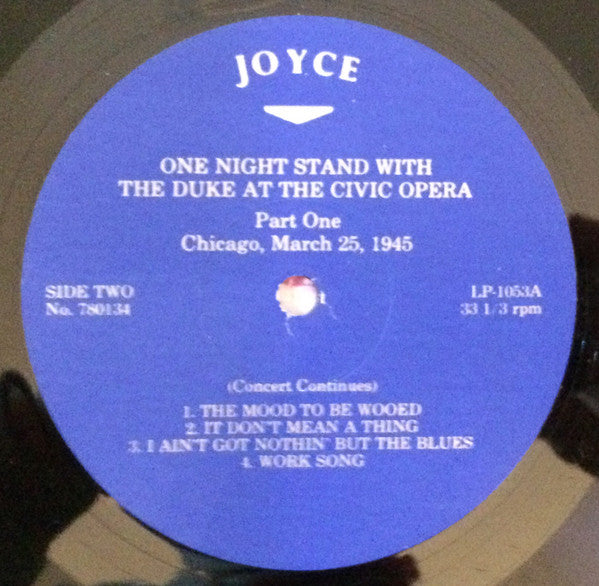 JOYCE
ONE NIGHT STAND WITH
THE DUKE AT THE CIVIC OPERA
Part One
Chicago, March 25, 1945
SIDE TWO
No. 780134
LP-1053A
33 1/3 rpm
(Concert Continues)
1. THE MOOD TO BE WOOED
2. IT DON'T MEAN A THING
3. I AIN'T GOT NOTHIN' BUT THE BLUES
4. WORK SONG